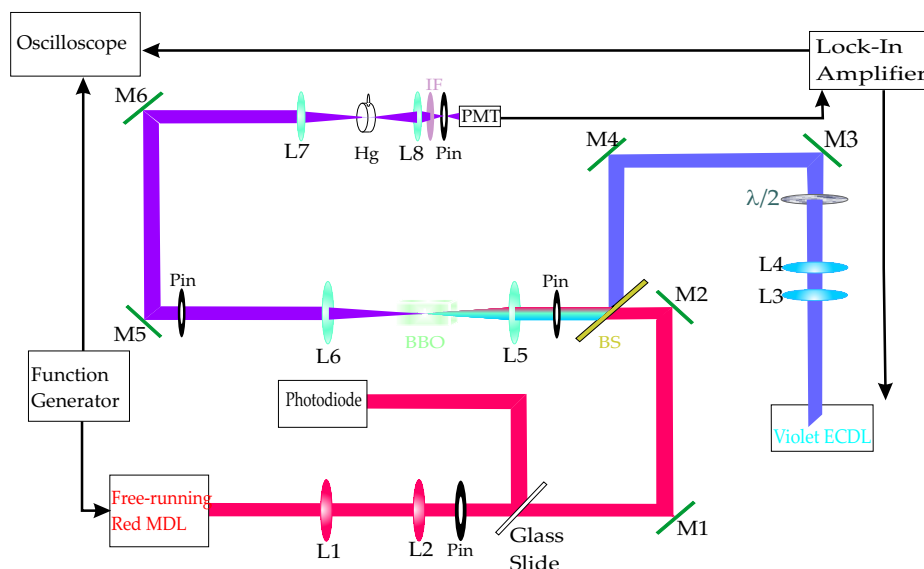 Oscilloscope
Lock-In
Amplifier
M6
IF
PMT
L7
Hg
L8
Pin
M4
M3
λ/2
L4
L3
Pin
Pin
M2
M5
L6
BBO
L5
BS
Function
Generator
Photodiode
Violet ECDL
Free-running
Red MDL
L1
L2
Pin
Glass
Slide
M1